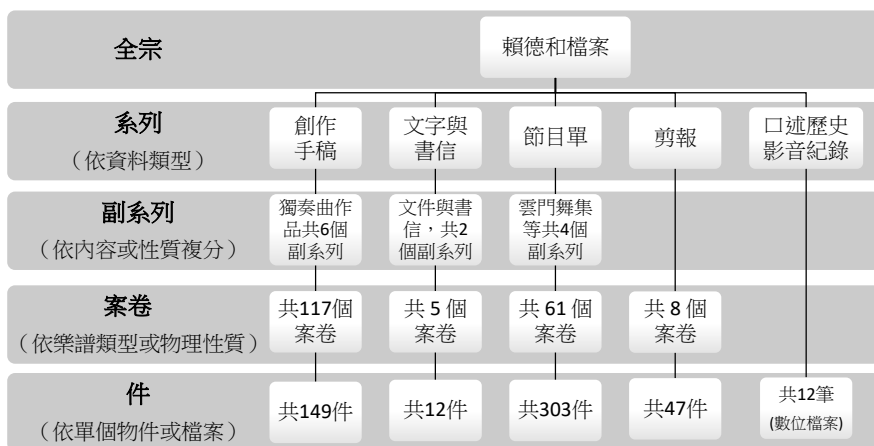 全宗
賴德和檔案
系列
（依資料類型）
創作
手稿
文字與
書信
節目單
剪報
口述歷史
影音紀錄
副系列
（依內容或性質複分）
獨奏曲作
品共6個
副系列
文件與書
信，共2
個副系列
雲門舞集
等共4個
副系列
案卷
（依樂譜類型或物理性質）
共117個
案卷
共 5 個
案卷
共 61 個
案卷
共 8 個
案卷
件
（依單個物件或檔案）
共149件
共12件
共303件
共47件
共12筆
(數位檔案)